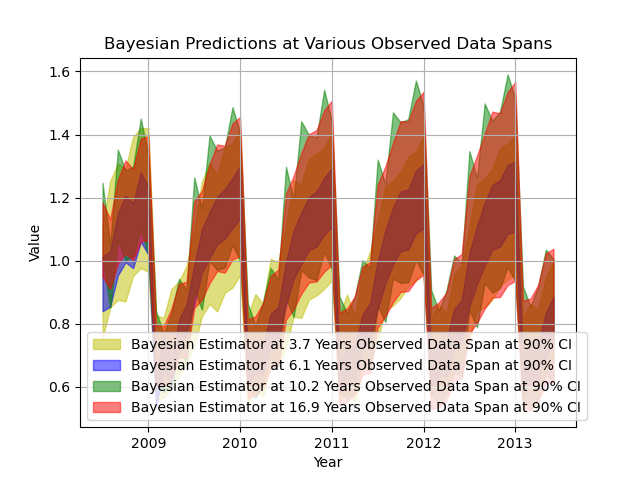 Bayesian Predictions at Various Observed Data Spans
1.6
1.4
1.2
1.0
0.8
0.6
Value
Bayesian Estimator at 3.7 Years Observed Data Span at 90% CI
Bayesian Estimator at 6.1 Years Observed Data Span at 90% CI
Bayesian Estimator at 10.2 Years Observed Data Span at 90% CI
Bayesian Estimator at 16.9 Years Observed Data Span at 90% CI
2009 2010 2011 2012 2013
Year